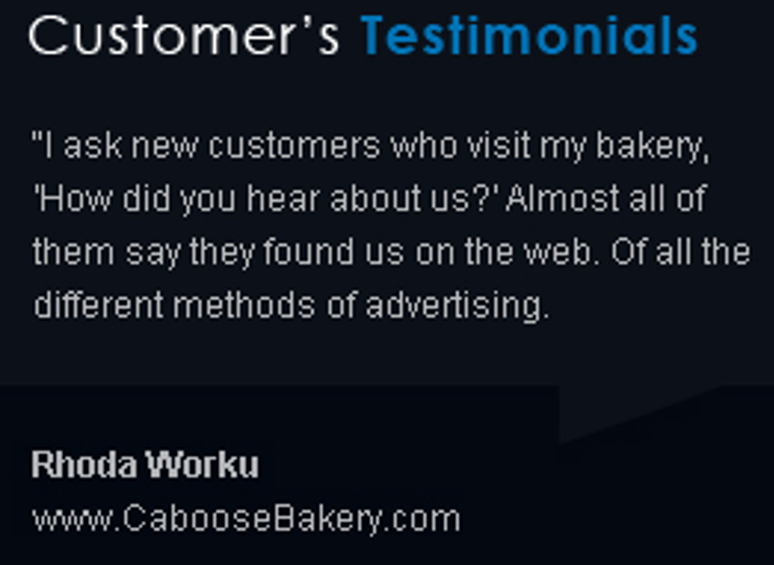 Customer's Testimonials
"I ask new customers who visit my bakery,
'How did you hear about us?' Almost all of
them say they found us on the web. Of all the
different methods of advertising.
Rhoda Worku
www.CabooseBakery.com